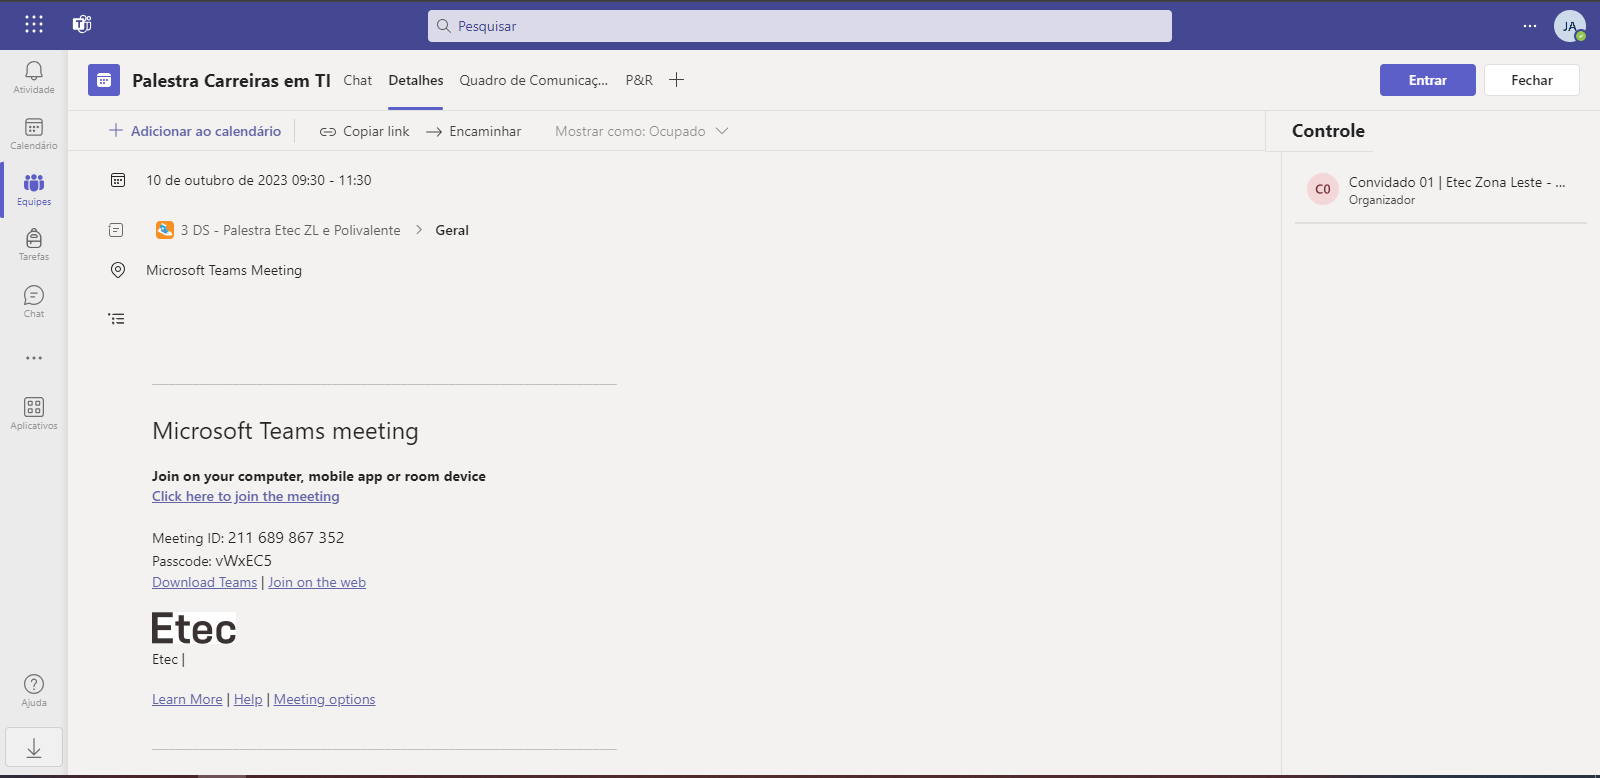 Pesquisar
JA
Atividade
Calendário
Equipes
Tarefas
Chat
Aplicativos
Ajuda
Palestra Carreiras em TI
Chat
Detalhes
Quadro de Comunicaç...
P&R
Entrar
Fechar
Adicionar ao calendário
Copiar link
Encaminhar
Mostrar como: Ocupado
10 de outubro de 2023 09:30 - 11:30
3 DS - Palestra Etec ZL e Polivalente > Geral
Microsoft Teams Meeting
Microsoft Teams meeting
Join on your computer, mobile app or room device
Click here to join the meeting
Meeting ID: 211 689 867 352
Passcode: vWxEC5
Download Teams | Join on the web
Etec
Etec |
Learn More | Help | Meeting options
Controle
C0
Convidado 01 | Etec Zona Leste - ...
Organizador